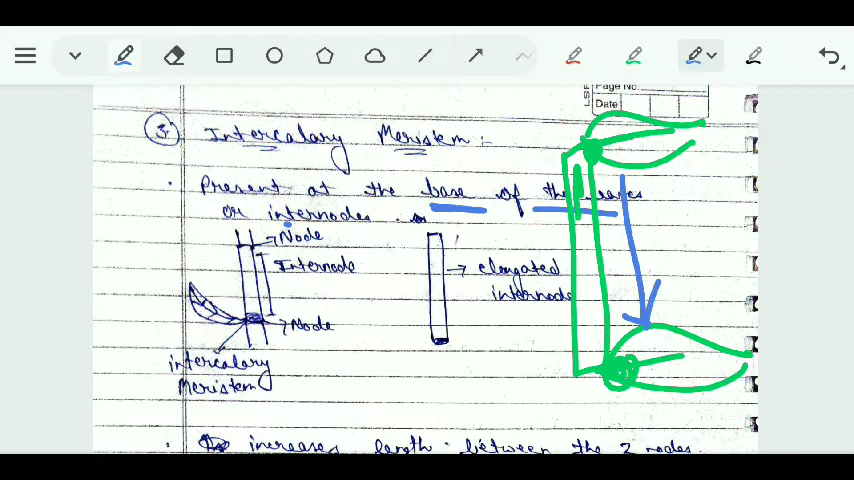 Page No.
Date
3. Intercalary Meristem :-
· Present at the base of the leaves
or internodes.
Node
Internode
elongated
internode
Node
intercalary
Meristem
· increases length between the 2 nodes.